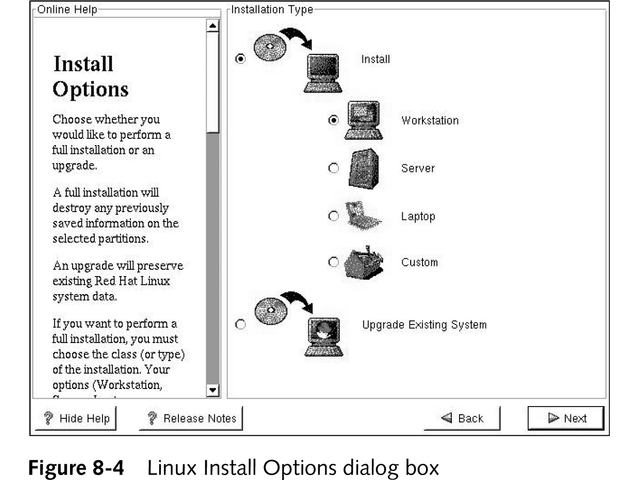 Online Help
Install
Options
Choose whether you
would like to perform a
full installation or an
upgrade.
A full installation will
destroy any previously
saved information on the
selected partitions.
An upgrade will preserve
existing Red Hat Linux
system data.
If you want to perform a
full installation, you must
choose the class (or type)
of the installation. Your
options (Workstation,
Installation Type
Install
Workstation
Server
Laptop
Custom
Upgrade Existing System
? Hide Help
? Release Notes
Back
Next
Figure 8-4 Linux Install Options dialog box